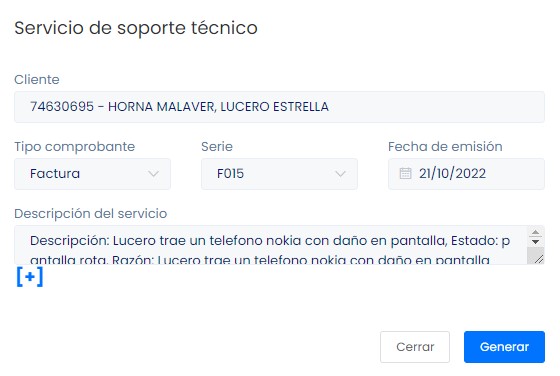 Servicio de soporte técnico
Cliente
74630695 - HORNA MALAVER, LUCERO ESTRELLA
Tipo comprobante
Serie
Fecha de emisión
Factura
F015
21/10/2022
Descripción del servicio
Descripción: Lucero trae un telefono nokia con daño en pantalla, Estado: p
antalla rota, Razón: Lucero trae un telefono nokia con daño en pantalla
[+]
Cerrar
Generar